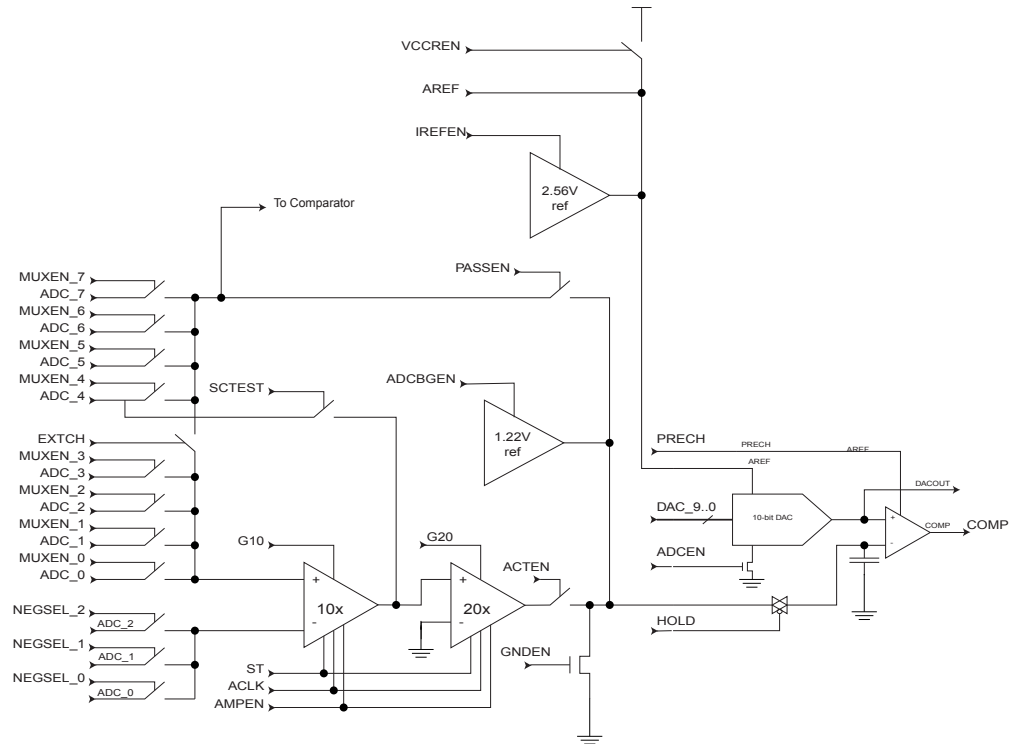 VCCREN
AREF
IREFEN
2.56V
ref
To Comparator
PASSEN
MUXEN_7
ADC_7
MUXEN_6
ADC_6
MUXEN_5
ADC_5
MUXEN_4
ADC_4
SCTEST
ADCBGEN
1.22V
ref
EXTCH
MUXEN_3
ADC_3
MUXEN_2
ADC_2
MUXEN_1
ADC_1
MUXEN_0
ADC_0
PRECH
PRECH
AREF
AREF
DACOUT
DAC_9..0
10-bit DAC
+
-
COMP
COMP
ADCEN
G10
G20
ACTEN
+
10x
-
+
20x
-
NEGSEL_2
ADC_2
NEGSEL_1
ADC_1
NEGSEL_0
ADC_0
HOLD
GNDEN
ST
ACLK
AMPEN